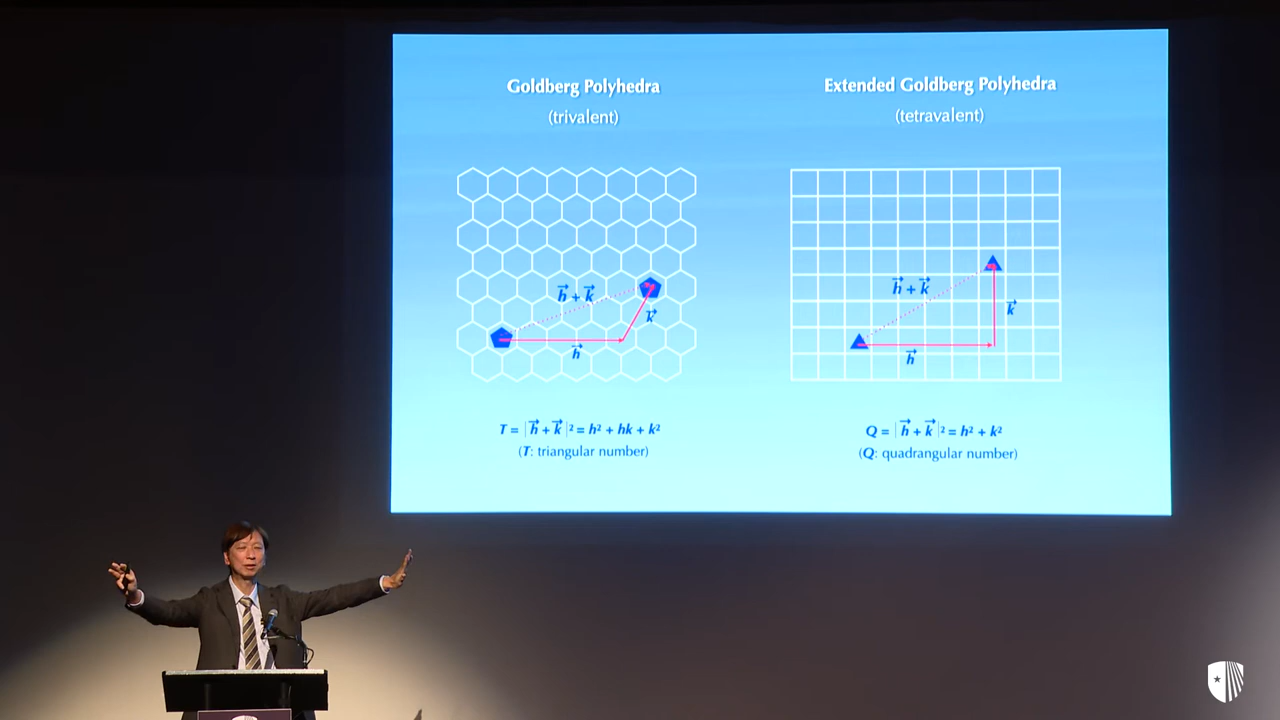 Goldberg Polyhedra
(trivalent)
h⃗ + k⃗
k⃗
h⃗
T = |h⃗ + k⃗|² = h² + hk + k²
(T: triangular number)
Extended Goldberg Polyhedra
(tetravalent)
h⃗ + k⃗
k⃗
h⃗
Q = |h⃗ + k⃗|² = h² + k²
(Q: quadrangular number)